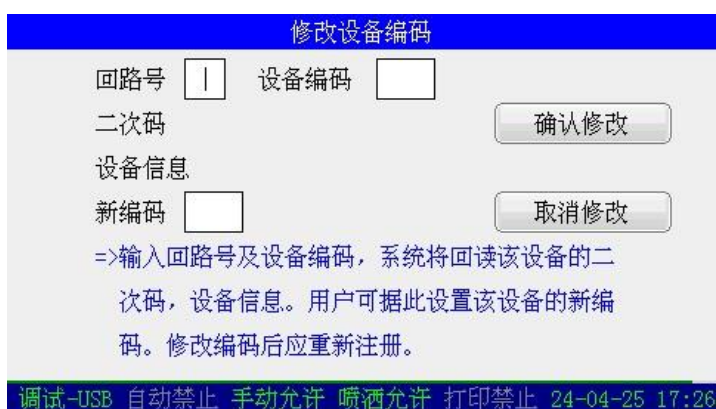 修改设备编码
回路号 设备编码
二次码 确认修改
设备信息
新编码 取消修改
=>输入回路号及设备编码，系统将回读该设备的二
次码，设备信息。用户可据此设置该设备的新编
码。修改编码后应重新注册。
调试-USB 自动禁止 手动允许 喷洒允许 打印禁止 24-04-25 17:26